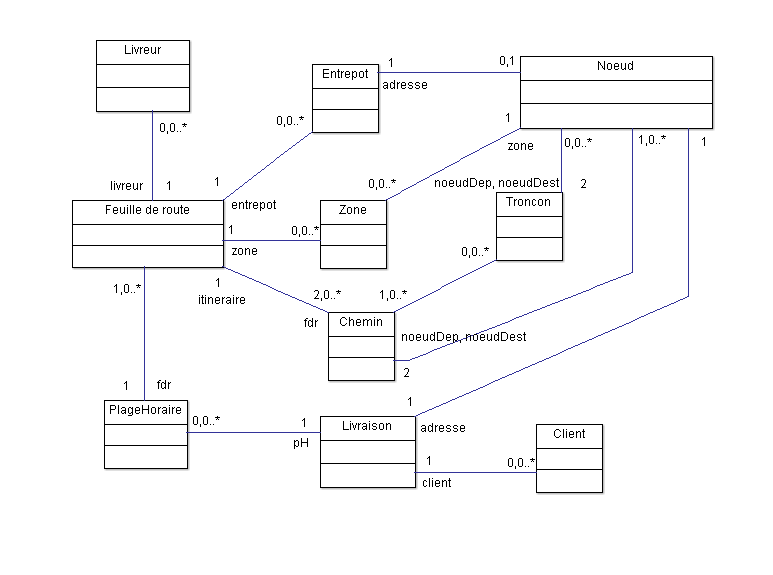 Livreur
Entrepot
Noeud
1
0,1
adresse
0,0..*
0,0..*
1
zone
0,0..*
1,0..*
1
livreur
1
1
entrepot
0,0..*
noeudDep, noeudDest
2
Feuille de route
Zone
Troncon
1
0,0..*
zone
0,0..*
1
itineraire
1,0..*
2,0..*
1,0..*
fdr
Chemin
noeudDep, noeudDest
2
1
fdr
1
PlageHoraire
0,0..*
1
pH
Livraison
adresse
Client
1
0,0..*
client